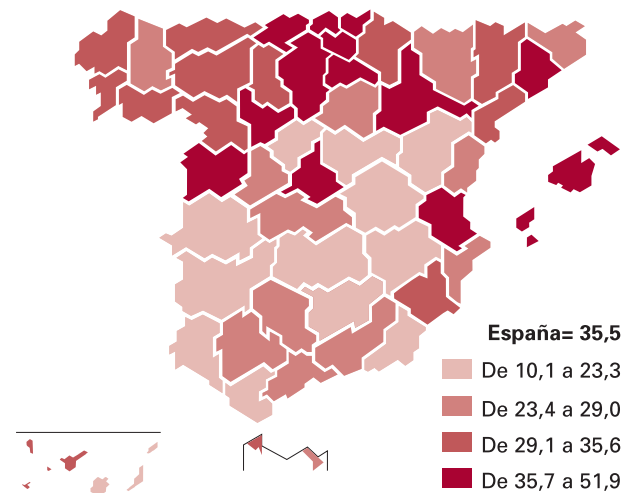 España= 35,5
De 10,1 a 23,3
De 23,4 a 29,0
De 29,1 a 35,6
De 35,7 a 51,9